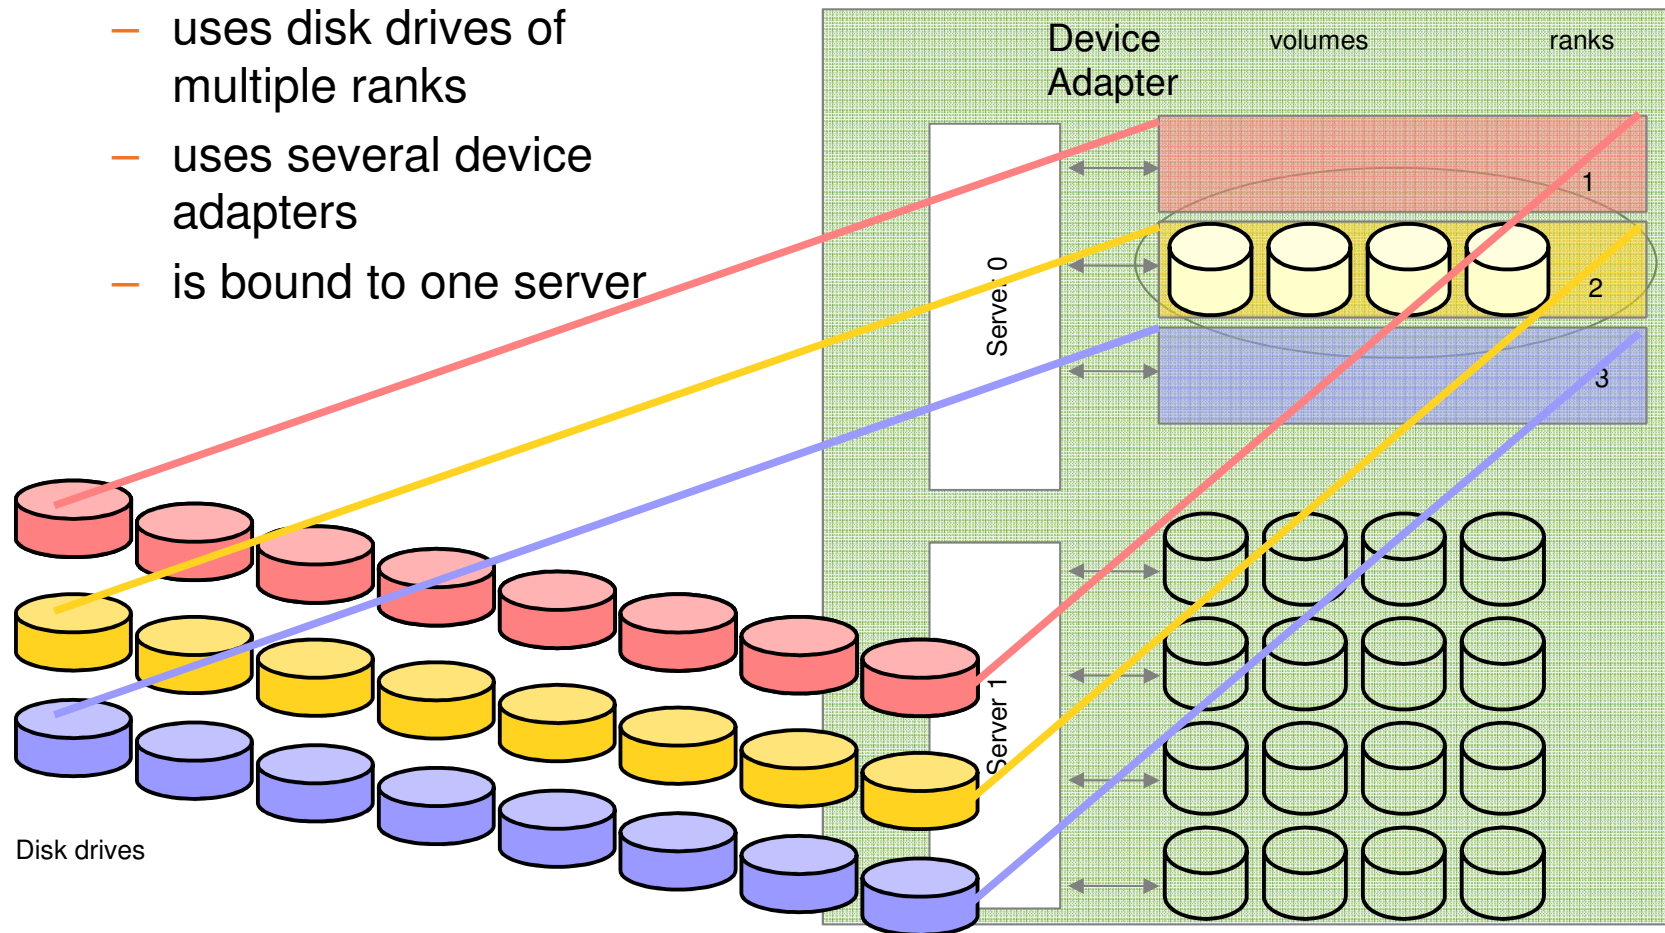 – uses disk drives of
multiple ranks
– uses several device
adapters
– is bound to one server
Device
Adapter
volumes
ranks
Server 0
1
2
3
Server 1
Disk drives